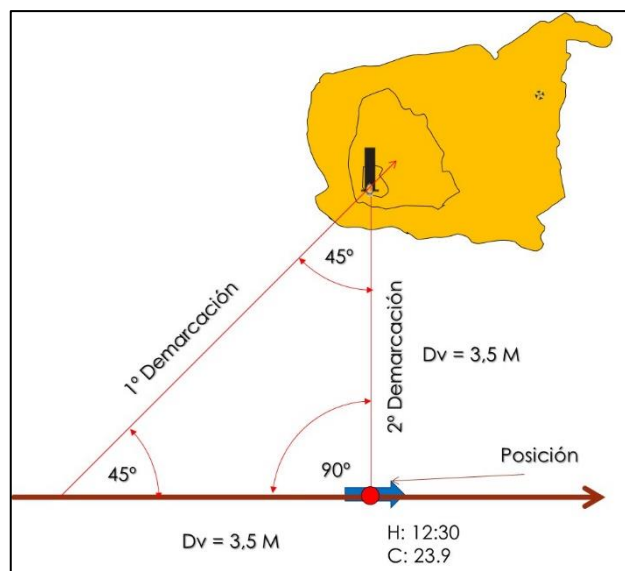 45º
1º Demarcación
2º Demarcación
Dv = 3,5 M
45º
90º
Posición
Dv = 3,5 M
H: 12:30
C: 23.9